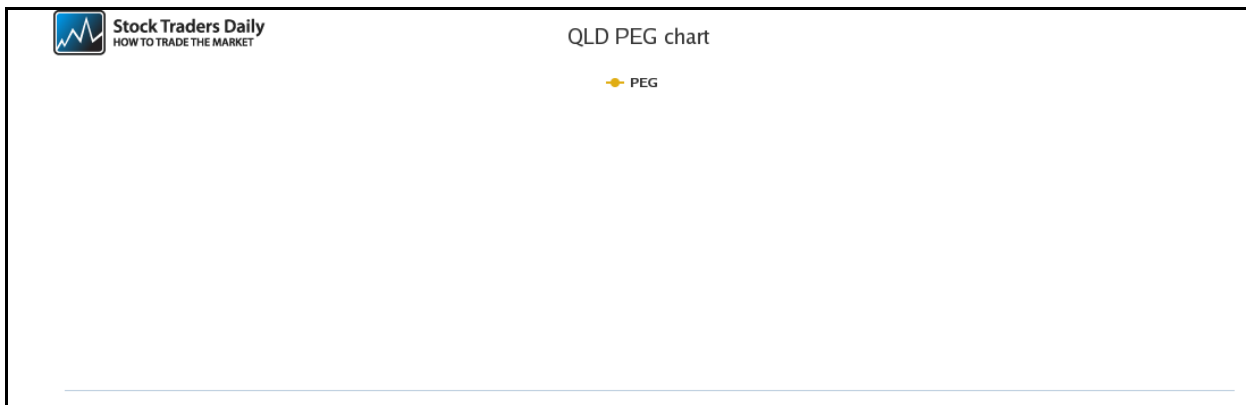 Stock Traders Daily
HOW TO TRADE THE MARKET
QLD PEG chart
PEG